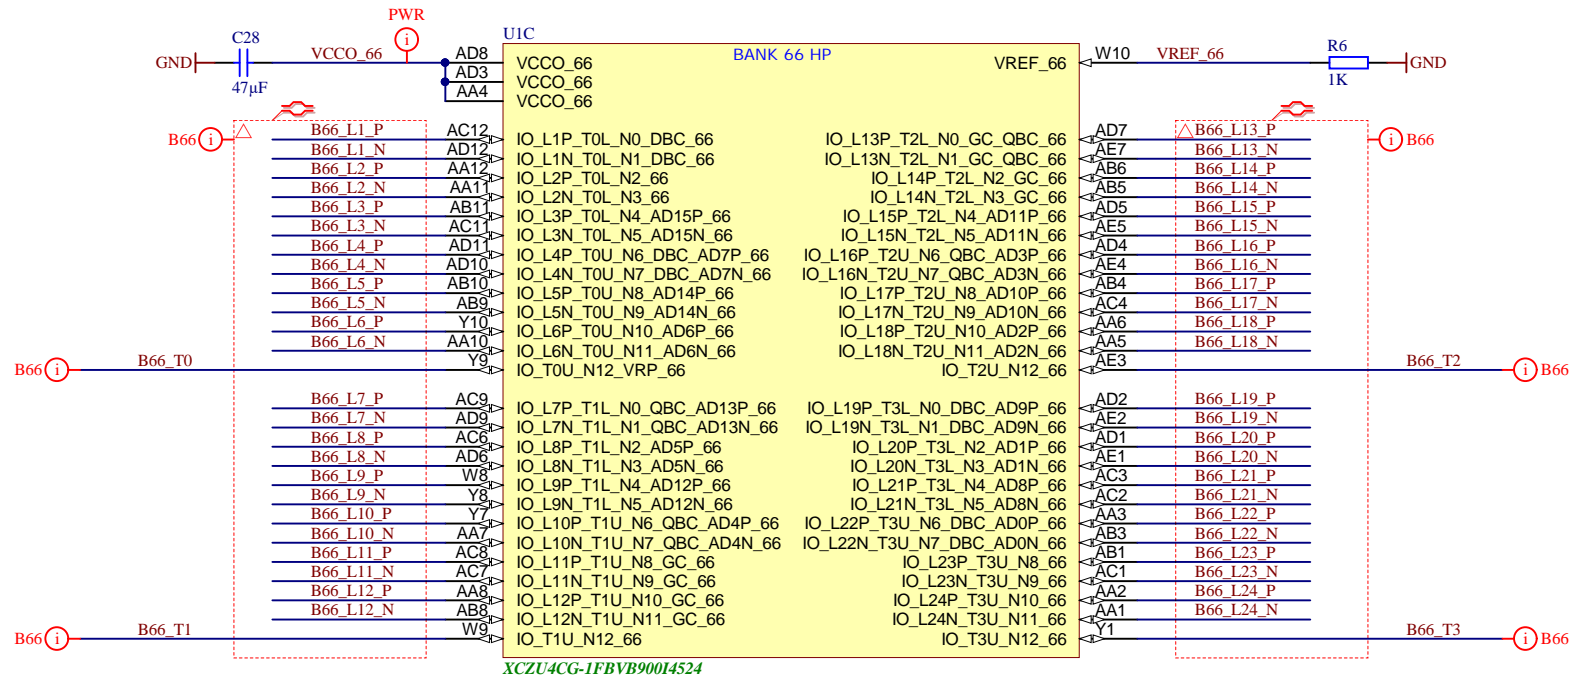 PWR
U1C
BANK 66 HP
C28
47µF
GND
VCCO_66
AD8 VCCO_66
AD3 VCCO_66
AA4 VCCO_66
VREF_66 W10 VREF_66
R6
1K
GND
B66
B66_L1_P AC12 IO_L1P_T0L_N0_DBC_66
B66_L1_N AD12 IO_L1N_T0L_N1_DBC_66
B66_L2_P AA12 IO_L2P_T0L_N2_66
B66_L2_N AA11 IO_L2N_T0L_N3_66
B66_L3_P AB11 IO_L3P_T0L_N4_AD15P_66
B66_L3_N AC11 IO_L3N_T0L_N5_AD15N_66
B66_L4_P AD11 IO_L4P_T0U_N6_DBC_AD7P_66
B66_L4_N AD10 IO_L4N_T0U_N7_DBC_AD7N_66
B66_L5_P AB10 IO_L5P_T0U_N8_AD14P_66
B66_L5_N AB9 IO_L5N_T0U_N9_AD14N_66
B66_L6_P Y10 IO_L6P_T0U_N10_AD6P_66
B66_L6_N AA10 IO_L6N_T0U_N11_AD6N_66
B66 B66_T0 Y9 IO_T0U_N12_VRP_66
B66_L7_P AC9 IO_L7P_T1L_N0_QBC_AD13P_66
B66_L7_N AD9 IO_L7N_T1L_N1_QBC_AD13N_66
B66_L8_P AC6 IO_L8P_T1L_N2_AD5P_66
B66_L8_N AD6 IO_L8N_T1L_N3_AD5N_66
B66_L9_P W8 IO_L9P_T1L_N4_AD12P_66
B66_L9_N Y8 IO_L9N_T1L_N5_AD12N_66
B66_L10_P Y7 IO_L10P_T1U_N6_QBC_AD4P_66
B66_L10_N AA7 IO_L10N_T1U_N7_QBC_AD4N_66
B66_L11_P AC8 IO_L11P_T1U_N8_GC_66
B66_L11_N AC7 IO_L11N_T1U_N9_GC_66
B66_L12_P AA8 IO_L12P_T1U_N10_GC_66
B66_L12_N AB8 IO_L12N_T1U_N11_GC_66
B66 B66_T1 W9 IO_T1U_N12_66
IO_L13P_T2L_N0_GC_QBC_66 AD7 B66_L13_P
B66
IO_L13N_T2L_N1_GC_QBC_66 AE7 B66_L13_N
IO_L14P_T2L_N2_GC_66 AB6 B66_L14_P
IO_L14N_T2L_N3_GC_66 AB5 B66_L14_N
IO_L15P_T2L_N4_AD11P_66 AD5 B66_L15_P
IO_L15N_T2L_N5_AD11N_66 AE5 B66_L15_N
IO_L16P_T2U_N6_QBC_AD3P_66 AD4 B66_L16_P
IO_L16N_T2U_N7_QBC_AD3N_66 AE4 B66_L16_N
IO_L17P_T2U_N8_AD10P_66 AB4 B66_L17_P
IO_L17N_T2U_N9_AD10N_66 AC4 B66_L17_N
IO_L18P_T2U_N10_AD2P_66 AA6 B66_L18_P
IO_L18N_T2U_N11_AD2N_66 AA5 B66_L18_N
IO_T2U_N12_66 AE3 B66_T2 B66
IO_L19P_T3L_N0_DBC_AD9P_66 AD2 B66_L19_P
IO_L19N_T3L_N1_DBC_AD9N_66 AE2 B66_L19_N
IO_L20P_T3L_N2_AD1P_66 AD1 B66_L20_P
IO_L20N_T3L_N3_AD1N_66 AE1 B66_L20_N
IO_L21P_T3L_N4_AD8P_66 AC3 B66_L21_P
IO_L21N_T3L_N5_AD8N_66 AC2 B66_L21_N
IO_L22P_T3U_N6_DBC_AD0P_66 AA3 B66_L22_P
IO_L22N_T3U_N7_DBC_AD0N_66 AB3 B66_L22_N
IO_L23P_T3U_N8_66 AB1 B66_L23_P
IO_L23N_T3U_N9_66 AC1 B66_L23_N
IO_L24P_T3U_N10_66 AA2 B66_L24_P
IO_L24N_T3U_N11_66 AA1 B66_L24_N
IO_T3U_N12_66 Y1 B66_T3 B66
XCZU4CG-1FBVB900I4524